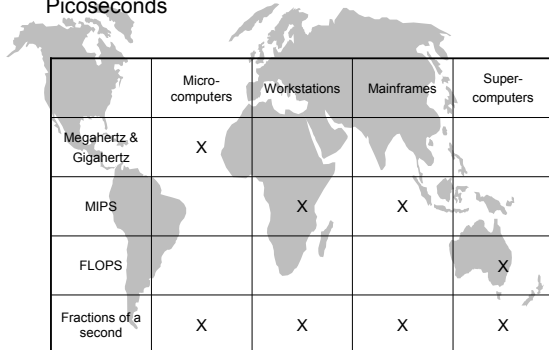 Picoseconds
Micro-
computers
Workstations
Mainframes
Super-
computers
Megahertz &
Gigahertz
X
MIPS
X
X
FLOPS
X
Fractions of a
second
X
X
X
X